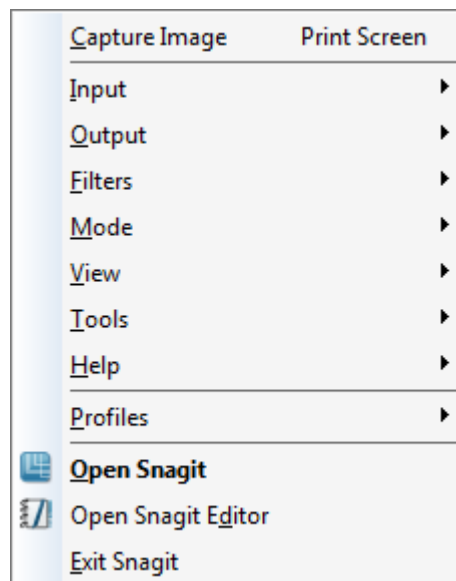 Capture Image Print Screen
Input
Output
Filters
Mode
View
Tools
Help
Profiles
Open Snagit
Open Snagit Editor
Exit Snagit